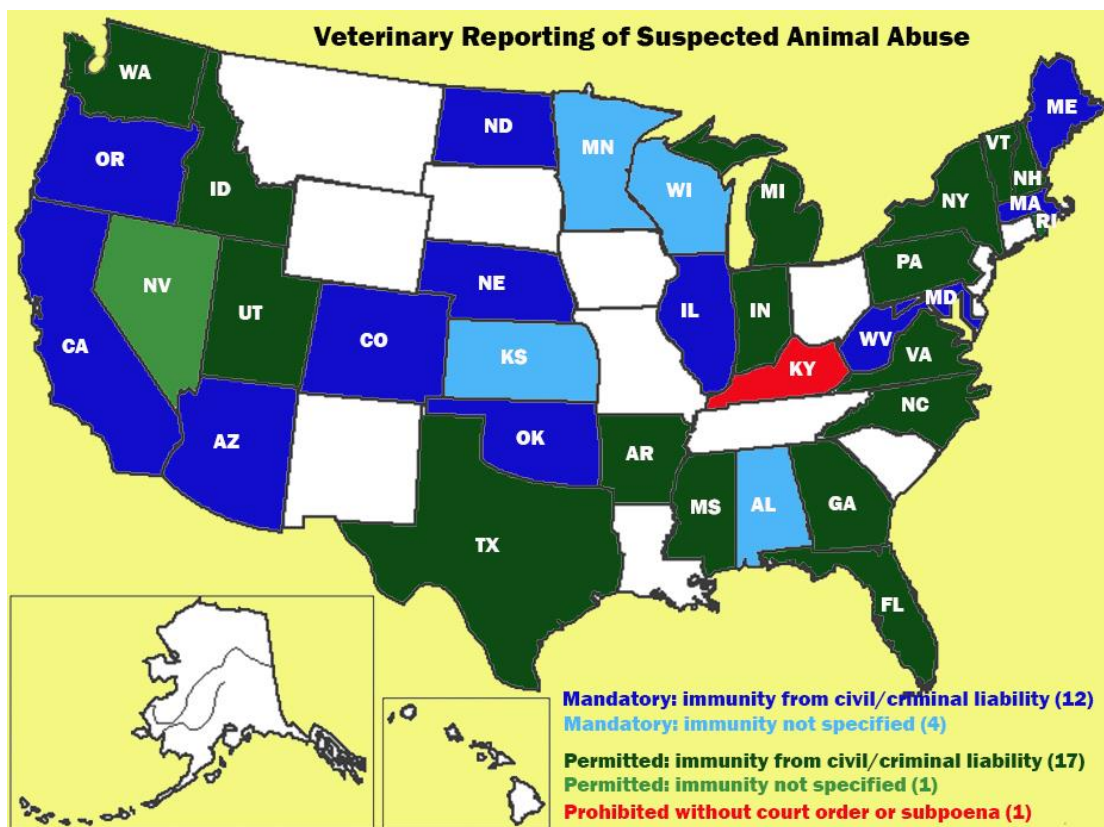 Veterinary Reporting of Suspected Animal Abuse
WA
ME
ND
OR
MN
VT
ID
WI
MI
NH
NY
MA
RI
PA
NV
NE
MD
UT
IL
IN
CA
CO
WV
KS
VA
KY
NC
AZ
OK
AR
MS
AL
GA
TX
FL
Mandatory: immunity from civil/criminal liability (12)
Mandatory: immunity not specified (4)
Permitted: immunity from civil/criminal liability (17)
Permitted: immunity not specified (1)
Prohibited without court order or subpoena (1)